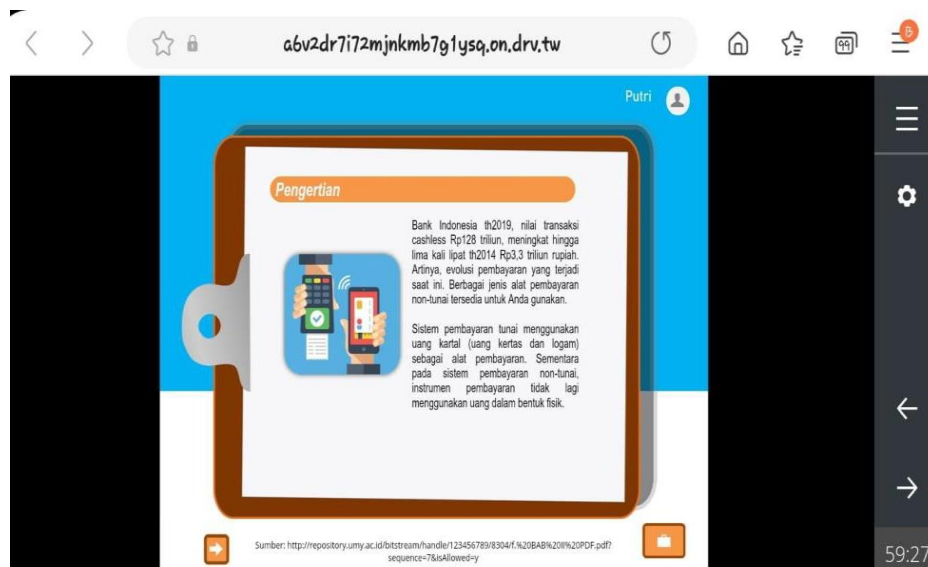 a6v2dr7i72mjnkmb7g1ysq.on.drv.tw
99
B
Putri
Pengertian
Bank Indonesia th2019, nilai transaksi
cashless Rp128 triliun, meningkat hingga
lima kali lipat th2014 Rp3,3 triliun rupiah.
Artinya, evolusi pembayaran yang terjadi
saat ini. Berbagai jenis alat pembayaran
non-tunai tersedia untuk Anda gunakan.
Sistem pembayaran tunai menggunakan
uang kartal (uang kertas dan logam)
sebagai alat pembayaran. Sementara
pada sistem pembayaran non-tunai,
instrumen pembayaran tidak lagi
menggunakan uang dalam bentuk fisik.
Sumber: http://repository.umy.ac.id/bitstream/handle/123456789/8304/f.%20BAB%20II%20PDF.pdf?
sequence=7&isAllowed=y
59:27